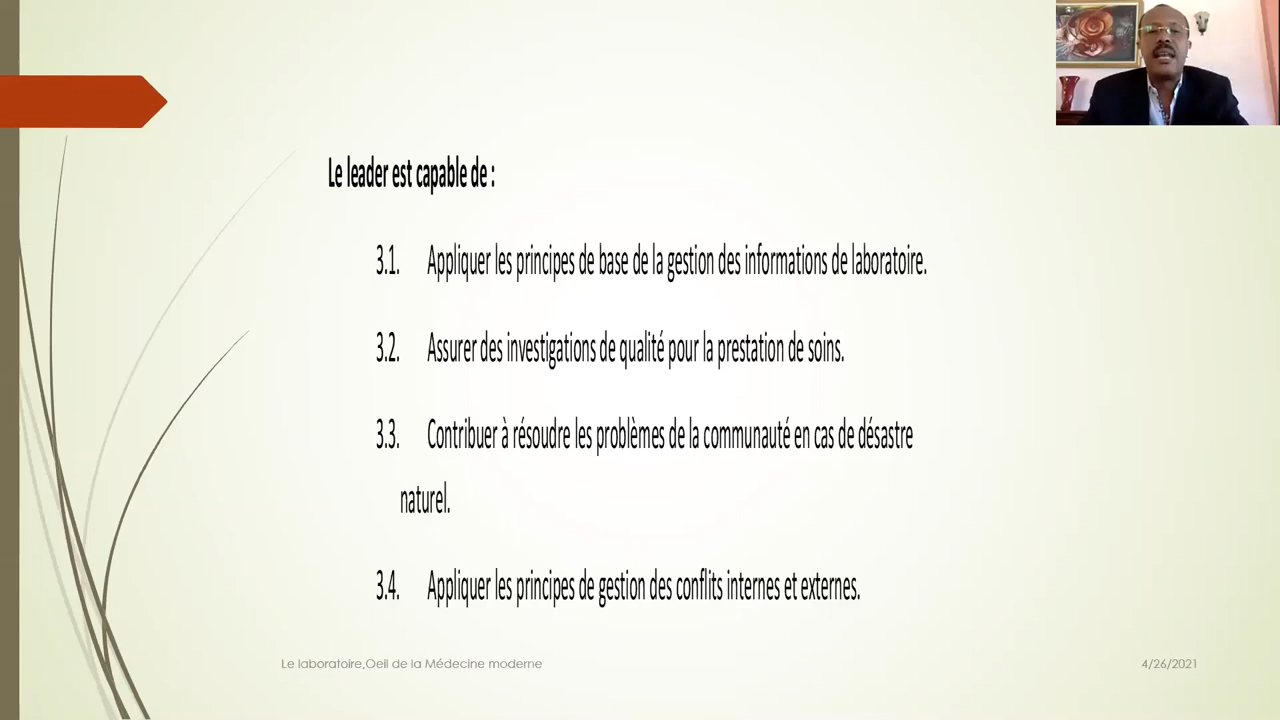 Le leader est capable de :
3.1. Appliquer les principes de base de la gestion des informations de laboratoire.
3.2. Assurer des investigations de qualité pour la prestation de soins.
3.3. Contribuer à résoudre les problèmes de la communauté en cas de désastre
naturel.
3.4. Appliquer les principes de gestion des conflits internes et externes.
Le laboratoire,Oeil de la Médecine moderne
4/26/2021